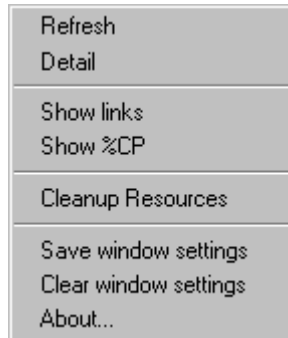 Refresh
Detail
Show links
Show %CP
Cleanup Resources
Save window settings
Clear window settings
About...